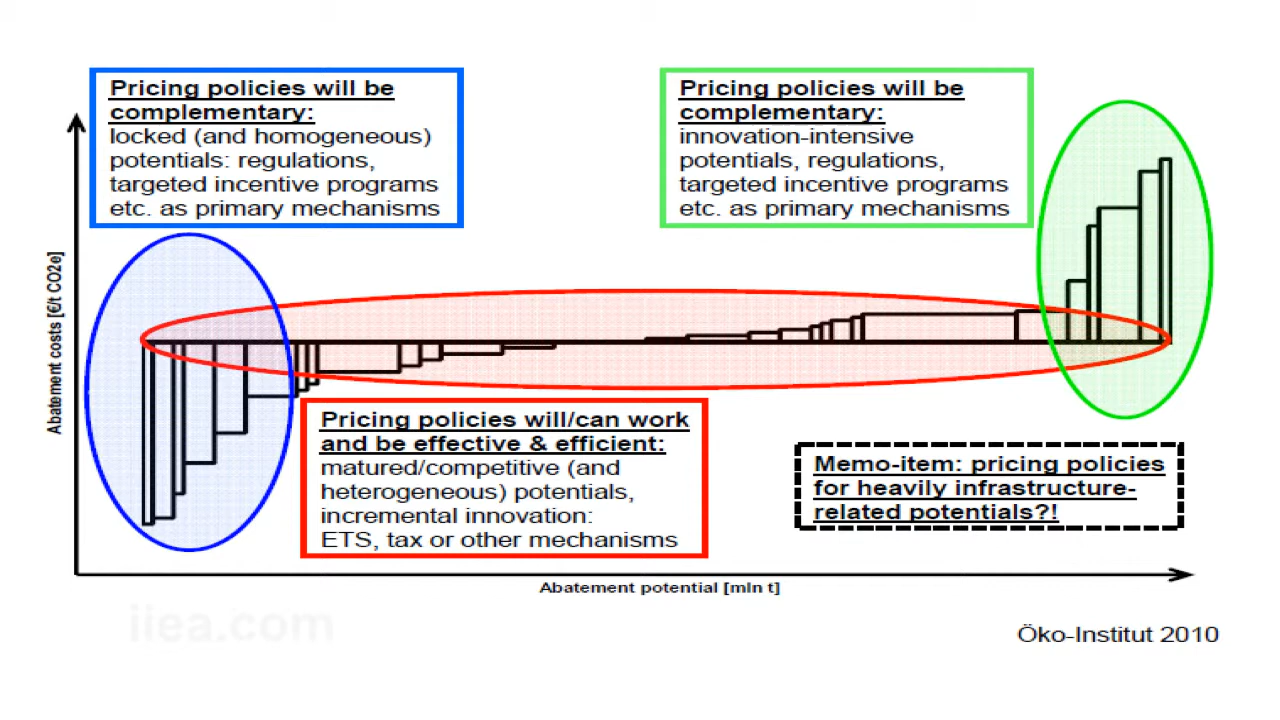 Pricing policies will be
complementary:
locked (and homogeneous)
potentials: regulations,
targeted incentive programs
etc. as primary mechanisms
Pricing policies will be
complementary:
innovation-intensive
potentials, regulations,
targeted incentive programs
etc. as primary mechanisms
Abatement costs [€/t CO2e]
Pricing policies will/can work
and be effective & efficient:
matured/competitive (and
heterogeneous) potentials,
incremental innovation:
ETS, tax or other mechanisms
Memo-item: pricing policies
for heavily infrastructure-
related potentials?!
Abatement potential [mln t]
iiea.com
Öko-Institut 2010